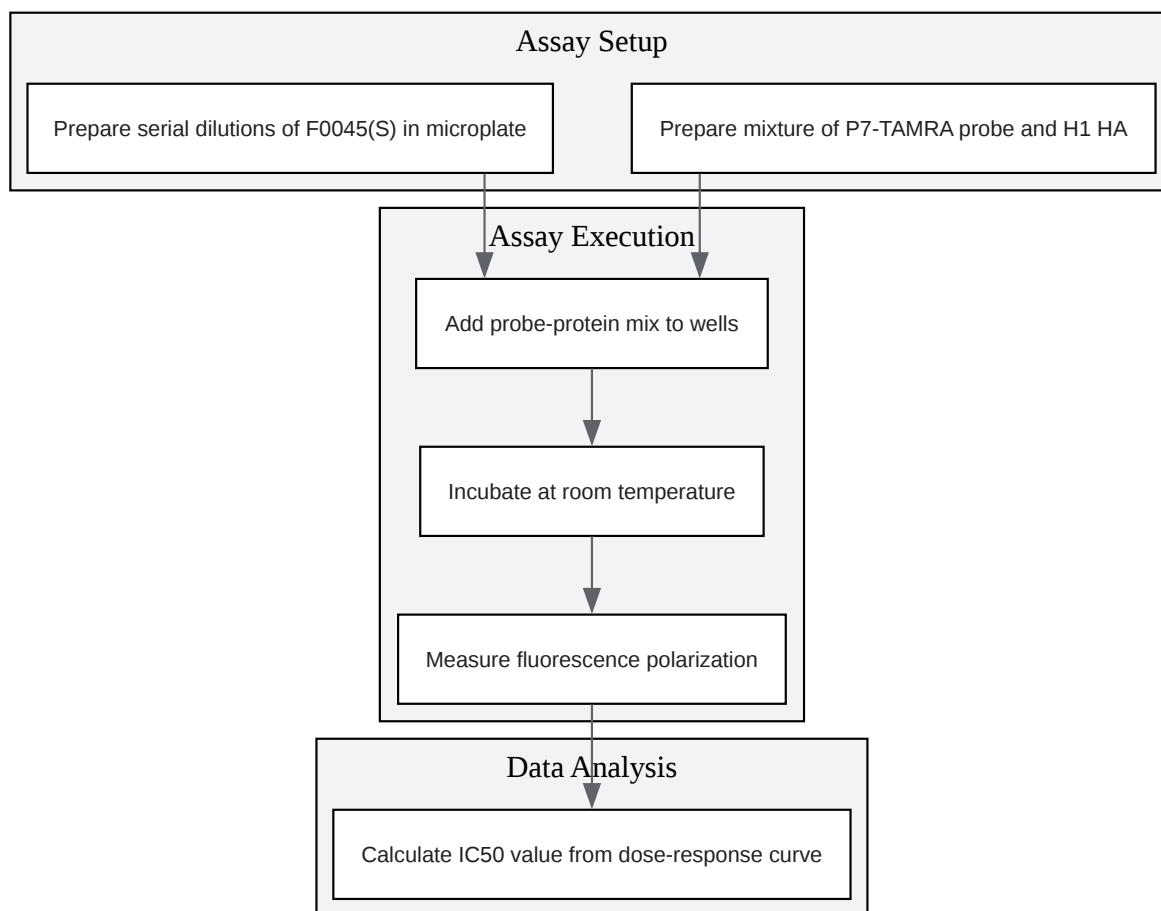 Assay Setup
Prepare serial dilutions of F0045(S) in microplate
Prepare mixture of P7-TAMRA probe and H1 HA
Assay Execution
Add probe-protein mix to wells
Incubate at room temperature
Measure fluorescence polarization
Data Analysis
Calculate IC50 value from dose-response curve